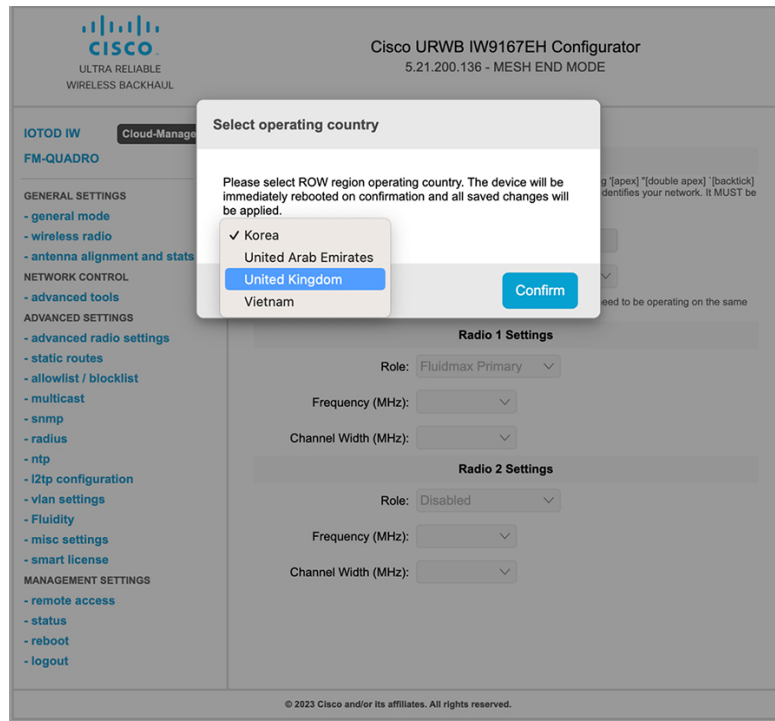 CISCO
ULTRA RELIABLE
WIRELESS BACKHAUL
Cisco URWB IW9167EH Configurator
5.21.200.136 - MESH END MODE
IOTOD IW
Cloud-Manage
FM-QUADRO
GENERAL SETTINGS
- general mode
- wireless radio
- antenna alignment and stats
NETWORK CONTROL
- advanced tools
ADVANCED SETTINGS
- advanced radio settings
- static routes
- allowlist / blocklist
- multicast
- snmp
- radius
- ntp
- l2tp configuration
- vlan settings
- Fluidity
- misc settings
- smart license
MANAGEMENT SETTINGS
- remote access
- status
- reboot
- logout
Select operating country
Please select ROW region operating country. The device will be
immediately rebooted on confirmation and all saved changes will
be applied.
✓ Korea
United Arab Emirates
United Kingdom
Vietnam
Confirm
g '[apex] "[double apex] `[backtick]
dentifies your network. It MUST be
eed to be operating on the same
Radio 1 Settings
Role: Fluidmax Primary
Frequency (MHz):
Channel Width (MHz):
Radio 2 Settings
Role: Disabled
Frequency (MHz):
Channel Width (MHz):
© 2023 Cisco and/or its affiliates. All rights reserved.